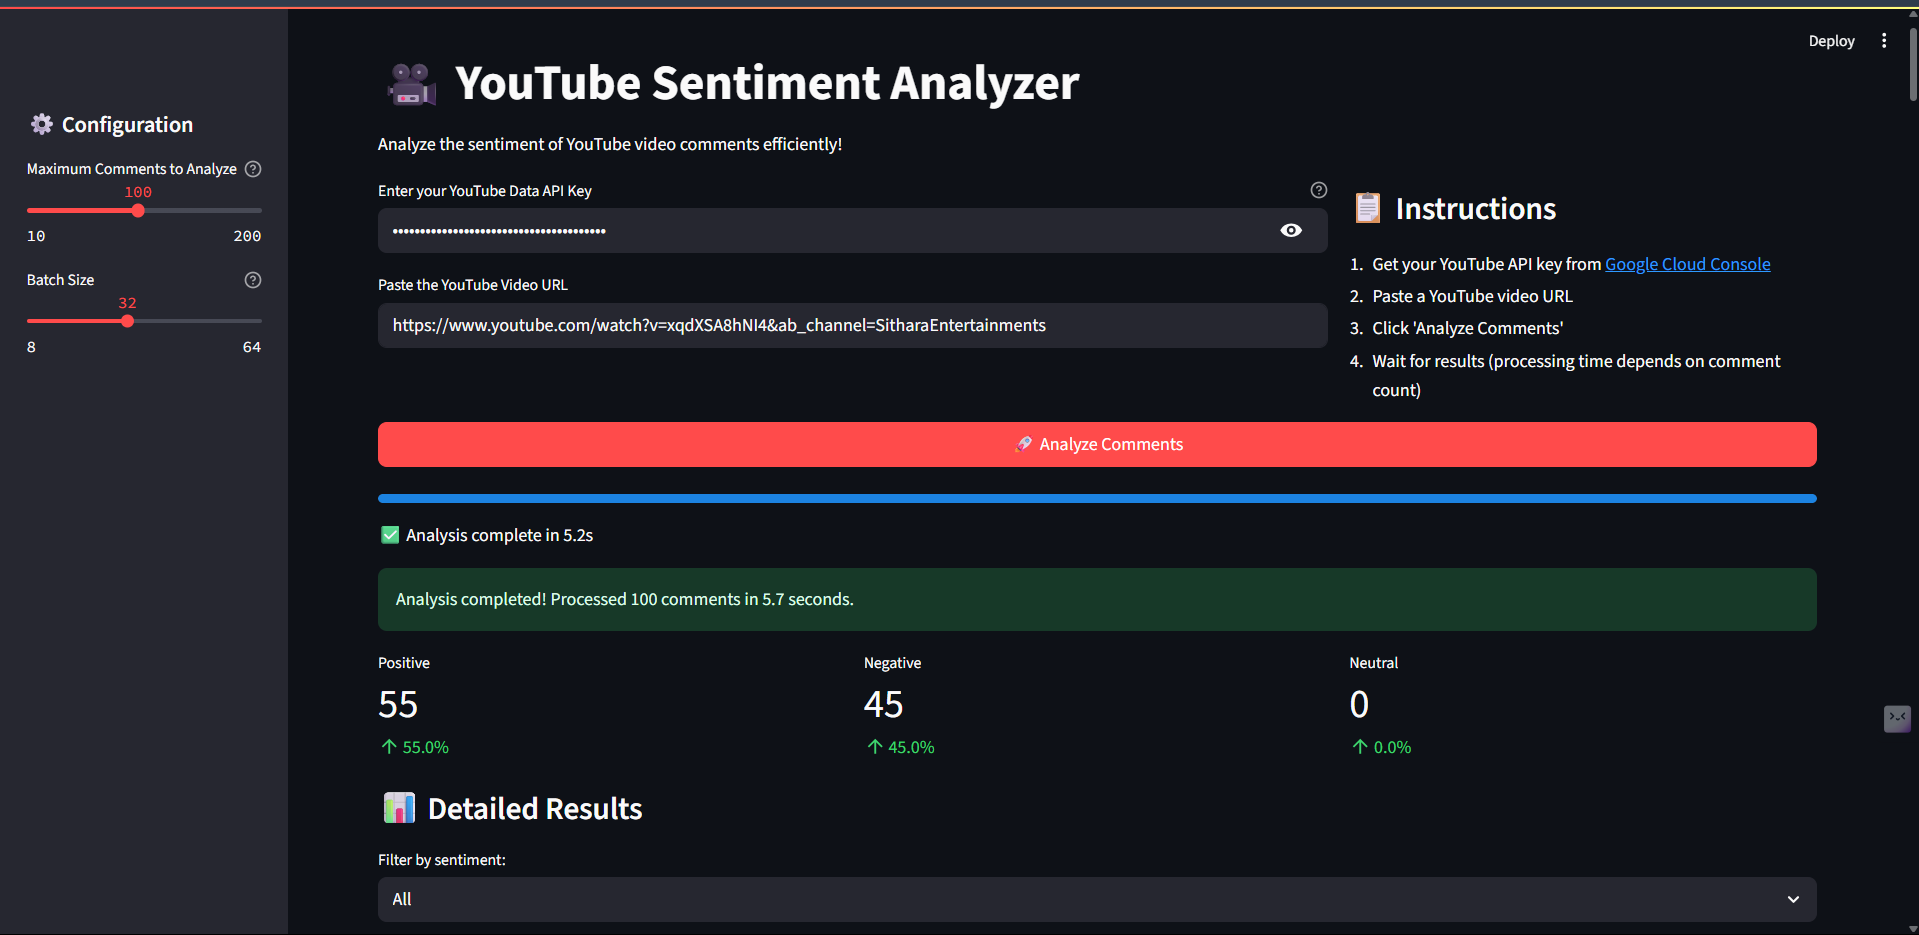 Deploy
Configuration
Maximum Comments to Analyze
100
10 200
Batch Size
32
8 64
YouTube Sentiment Analyzer
Analyze the sentiment of YouTube video comments efficiently!
Enter your YouTube Data API Key
•••••••••••••••••••••••••••••••••••••••
Paste the YouTube Video URL
https://www.youtube.com/watch?v=xqdXSA8hNI4&ab_channel=SitharaEntertainments
Instructions
1. Get your YouTube API key from Google Cloud Console
2. Paste a YouTube video URL
3. Click 'Analyze Comments'
4. Wait for results (processing time depends on comment
count)
Analyze Comments
Analysis complete in 5.2s
Analysis completed! Processed 100 comments in 5.7 seconds.
Positive Negative Neutral
55 45 0
↑ 55.0% ↑ 45.0% ↑ 0.0%
Detailed Results
Filter by sentiment:
All